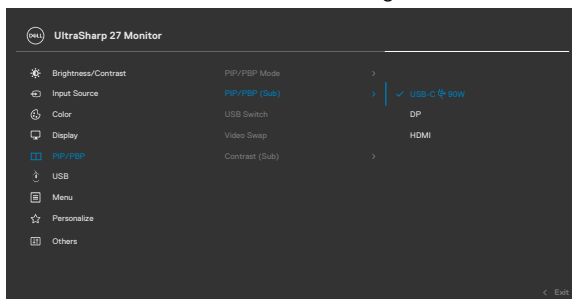 DELL UltraSharp 27 Monitor
Brightness/Contrast PIP/PBP Mode >
Input Source PIP/PBP (Sub) > ✓ USB-C 90W
Color USB Switch DP
Display Video Swap HDMI
PIP/PBP Contrast (Sub) >
USB
Menu
Personalize
Others
< Exit